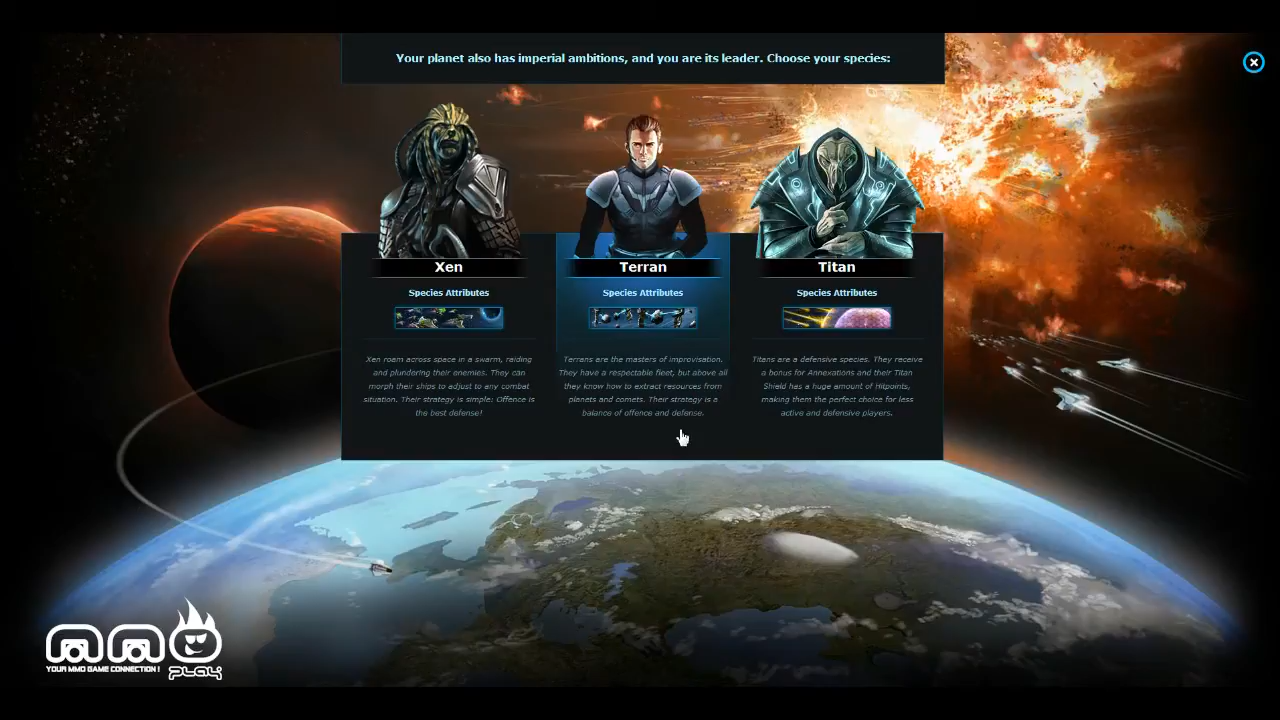 Your planet also has imperial ambitions, and you are its leader. Choose your species:
Xen
Species Attributes
Xen roam across space in a swarm, raiding
and plundering their enemies. They can
morph their ships to adjust to any combat
situation. Their strategy is simple: Offence is
the best defense!
Terran
Species Attributes
Terrans are the masters of improvisation.
They have a respectable fleet, but above all
they know how to extract resources from
planets and comets. Their strategy is a
balance of offence and defense.
Titan
Species Attributes
Titans are a defensive species. They receive
a bonus for Annexations and their Titan
Shield has a huge amount of Hitpoints,
making them the perfect choice for less
active and defensive players.
mmo
YOUR MMO GAME CONNECTION!
PLAY